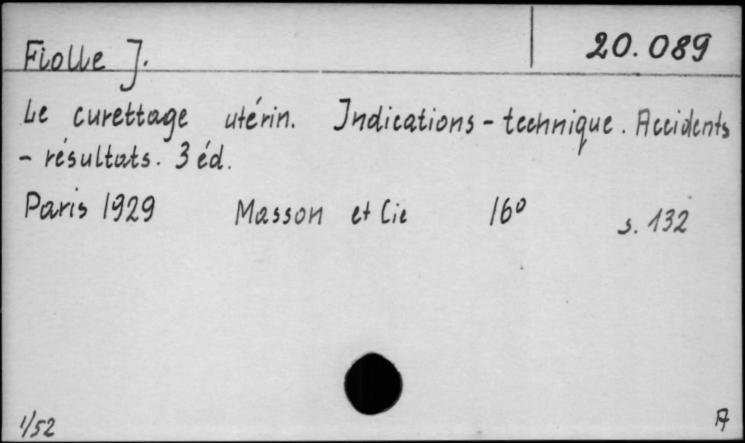 Fiolle J. 20.089
Le curettage utérin. Indications - technique. Accidents
- résultats. 3 éd.
Paris 1929 Masson et Cie 16° s. 132
1/52 A